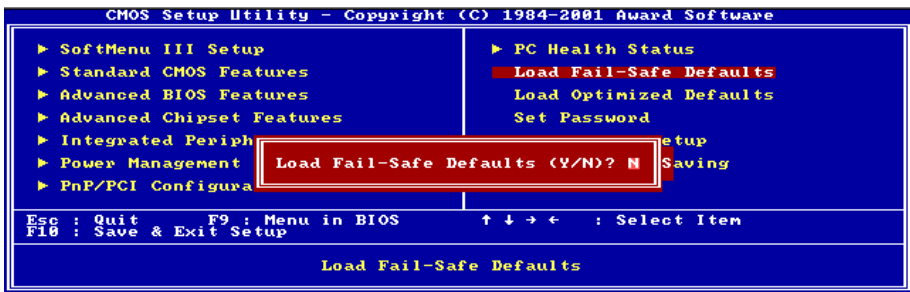 CMOS Setup Utility - Copyright (C) 1984-2001 Award Software
SoftMenu III Setup
Standard CMOS Features
Advanced BIOS Features
Advanced Chipset Features
Integrated Periph
Power Management
PnP/PCI Configura
PC Health Status
Load Fail-Safe Defaults
Load Optimized Defaults
Set Password
etup
Saving
Load Fail-Safe Defaults (Y/N)? N
Esc : Quit F9 : Menu in BIOS ↑ ↓ → ← : Select Item
F10 : Save & Exit Setup
Load Fail-Safe Defaults